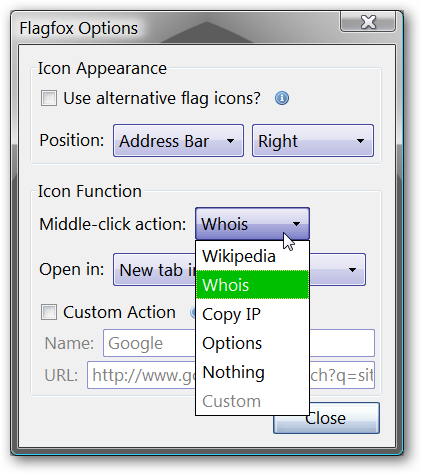 Flagfox Options
Icon Appearance
Use alternative flag icons?
Position: Address Bar Right
Icon Function
Middle-click action: Whois
Wikipedia
Open in: New tab in
Whois
Custom Action
Copy IP
Options
Name: Google
Nothing
URL: http://www.go ch?q=sit
Custom
Close